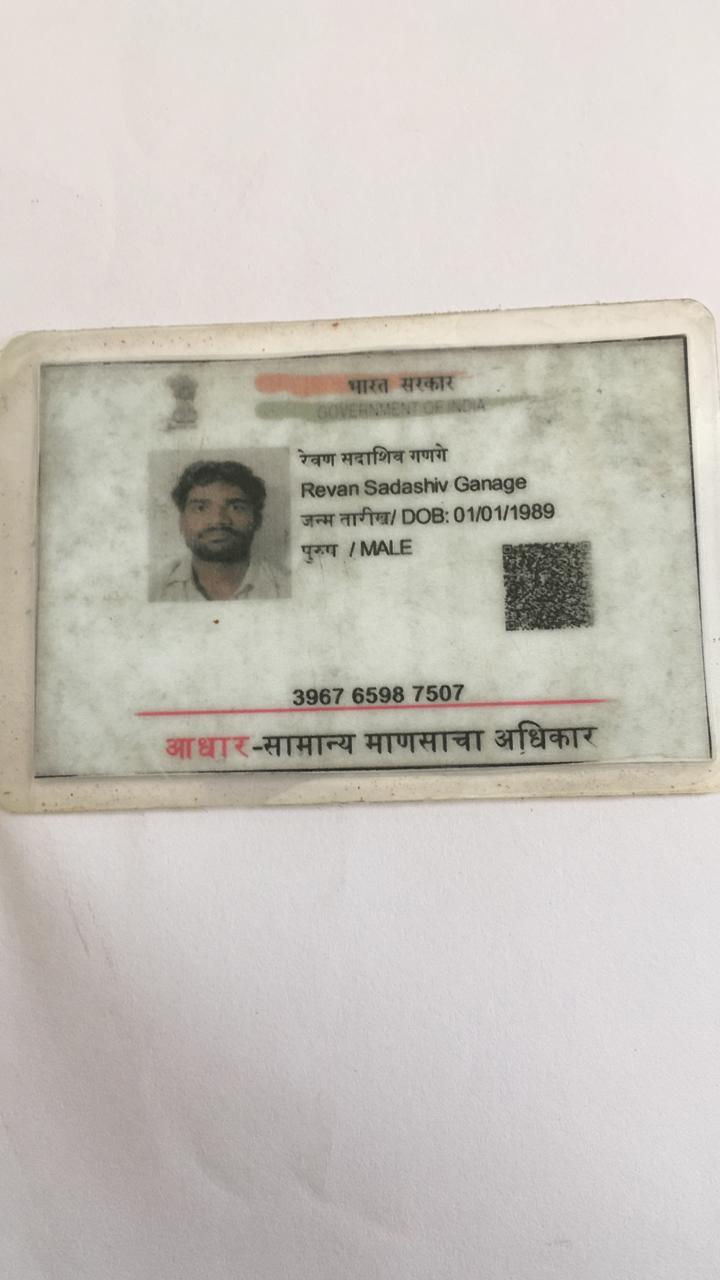 भारत सरकार
GOVERNMENT OF INDIA
रेवण सदाशिव गणगे
Revan Sadashiv Ganage
जन्म तारीख/ DOB: 01/01/1989
पुरुष / MALE
3967 6598 7507
आधार-सामान्य माणसाचा अधिकार